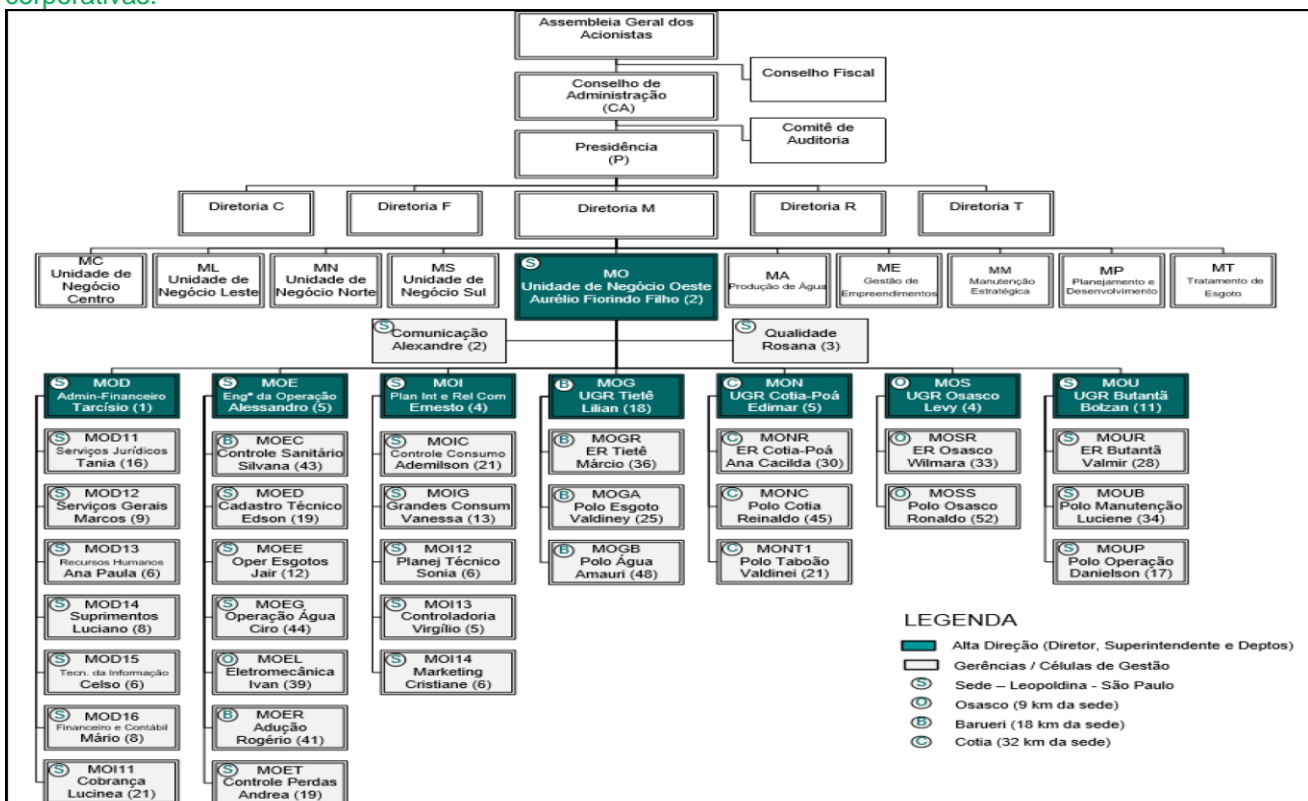 corporativas.
Assembleia Geral dos
Acionistas
Conselho Fiscal
Conselho de
Administração
(CA)
Comitê de
Auditoria
Presidência
(P)
Diretoria C
Diretoria F
Diretoria M
Diretoria R
Diretoria T
MC
Unidade de
Negócio
Centro
ML
Unidade de
Negócio Leste
MN
Unidade de
Negócio Norte
MS
Unidade de
Negócio Sul
S
MO
Unidade de Negócio Oeste
Aurélio Fiorindo Filho (2)
MA
Produção de Água
ME
Gestão de
Empreendimentos
MM
Manutenção
Estratégica
MP
Planejamento e
Desenvolvimento
MT
Tratamento de
Esgoto
S
Comunicação
Alexandre (2)
S
Qualidade
Rosana (3)
S MOD
Admin-Financeiro
Tarcísio (1)
S MOE
Engª da Operação
Alessandro (5)
S MOI
Plan Int e Rel Com
Ernesto (4)
B MOG
UGR Tietê
Lilian (18)
C MON
UGR Cotia-Poá
Edimar (5)
O MOS
UGR Osasco
Levy (4)
S MOU
UGR Butantã
Bolzan (11)
S MOD11
Serviços Jurídicos
Tania (16)
B MOEC
Controle Sanitário
Silvana (43)
S MOIC
Controle Consumo
Ademilson (21)
B MOGR
ER Tietê
Márcio (36)
C MONR
ER Cotia-Poá
Ana Cacilda (30)
O MOSR
ER Osasco
Wilmara (33)
S MOUR
ER Butantã
Valmir (28)
S MOD12
Serviços Gerais
Marcos (9)
S MOED
Cadastro Técnico
Edson (19)
S MOIG
Grandes Consum
Vanessa (13)
B MOGA
Polo Esgoto
Valdiney (25)
C MONC
Polo Cotia
Reinaldo (45)
O MOSS
Polo Osasco
Ronaldo (52)
S MOUB
Polo Manutenção
Luciene (34)
S MOD13
Recursos Humanos
Ana Paula (6)
S MOEE
Oper Esgotos
Jair (12)
S MOI12
Planej Técnico
Sonia (6)
B MOGB
Polo Água
Amauri (48)
C MONT1
Polo Taboão
Valdinei (21)
S MOUP
Polo Operação
Danielson (17)
S MOD14
Suprimentos
Luciano (8)
S MOEG
Operação Água
Ciro (44)
S MOI13
Controladoria
Virgílio (5)
S MOD15
Tecn. da Informação
Celso (6)
O MOEL
Eletromecânica
Ivan (39)
S MOI14
Marketing
Cristiane (6)
S MOD16
Financeiro e Contábil
Mário (8)
B MOER
Adução
Rogério (41)
S MOI11
Cobrança
Lucinea (21)
S MOET
Controle Perdas
Andrea (19)
LEGENDA
Alta Direção (Diretor, Superintendente e Deptos)
Gerências / Células de Gestão
S Sede – Leopoldina - São Paulo
O Osasco (9 km da sede)
B Barueri (18 km da sede)
C Cotia (32 km da sede)